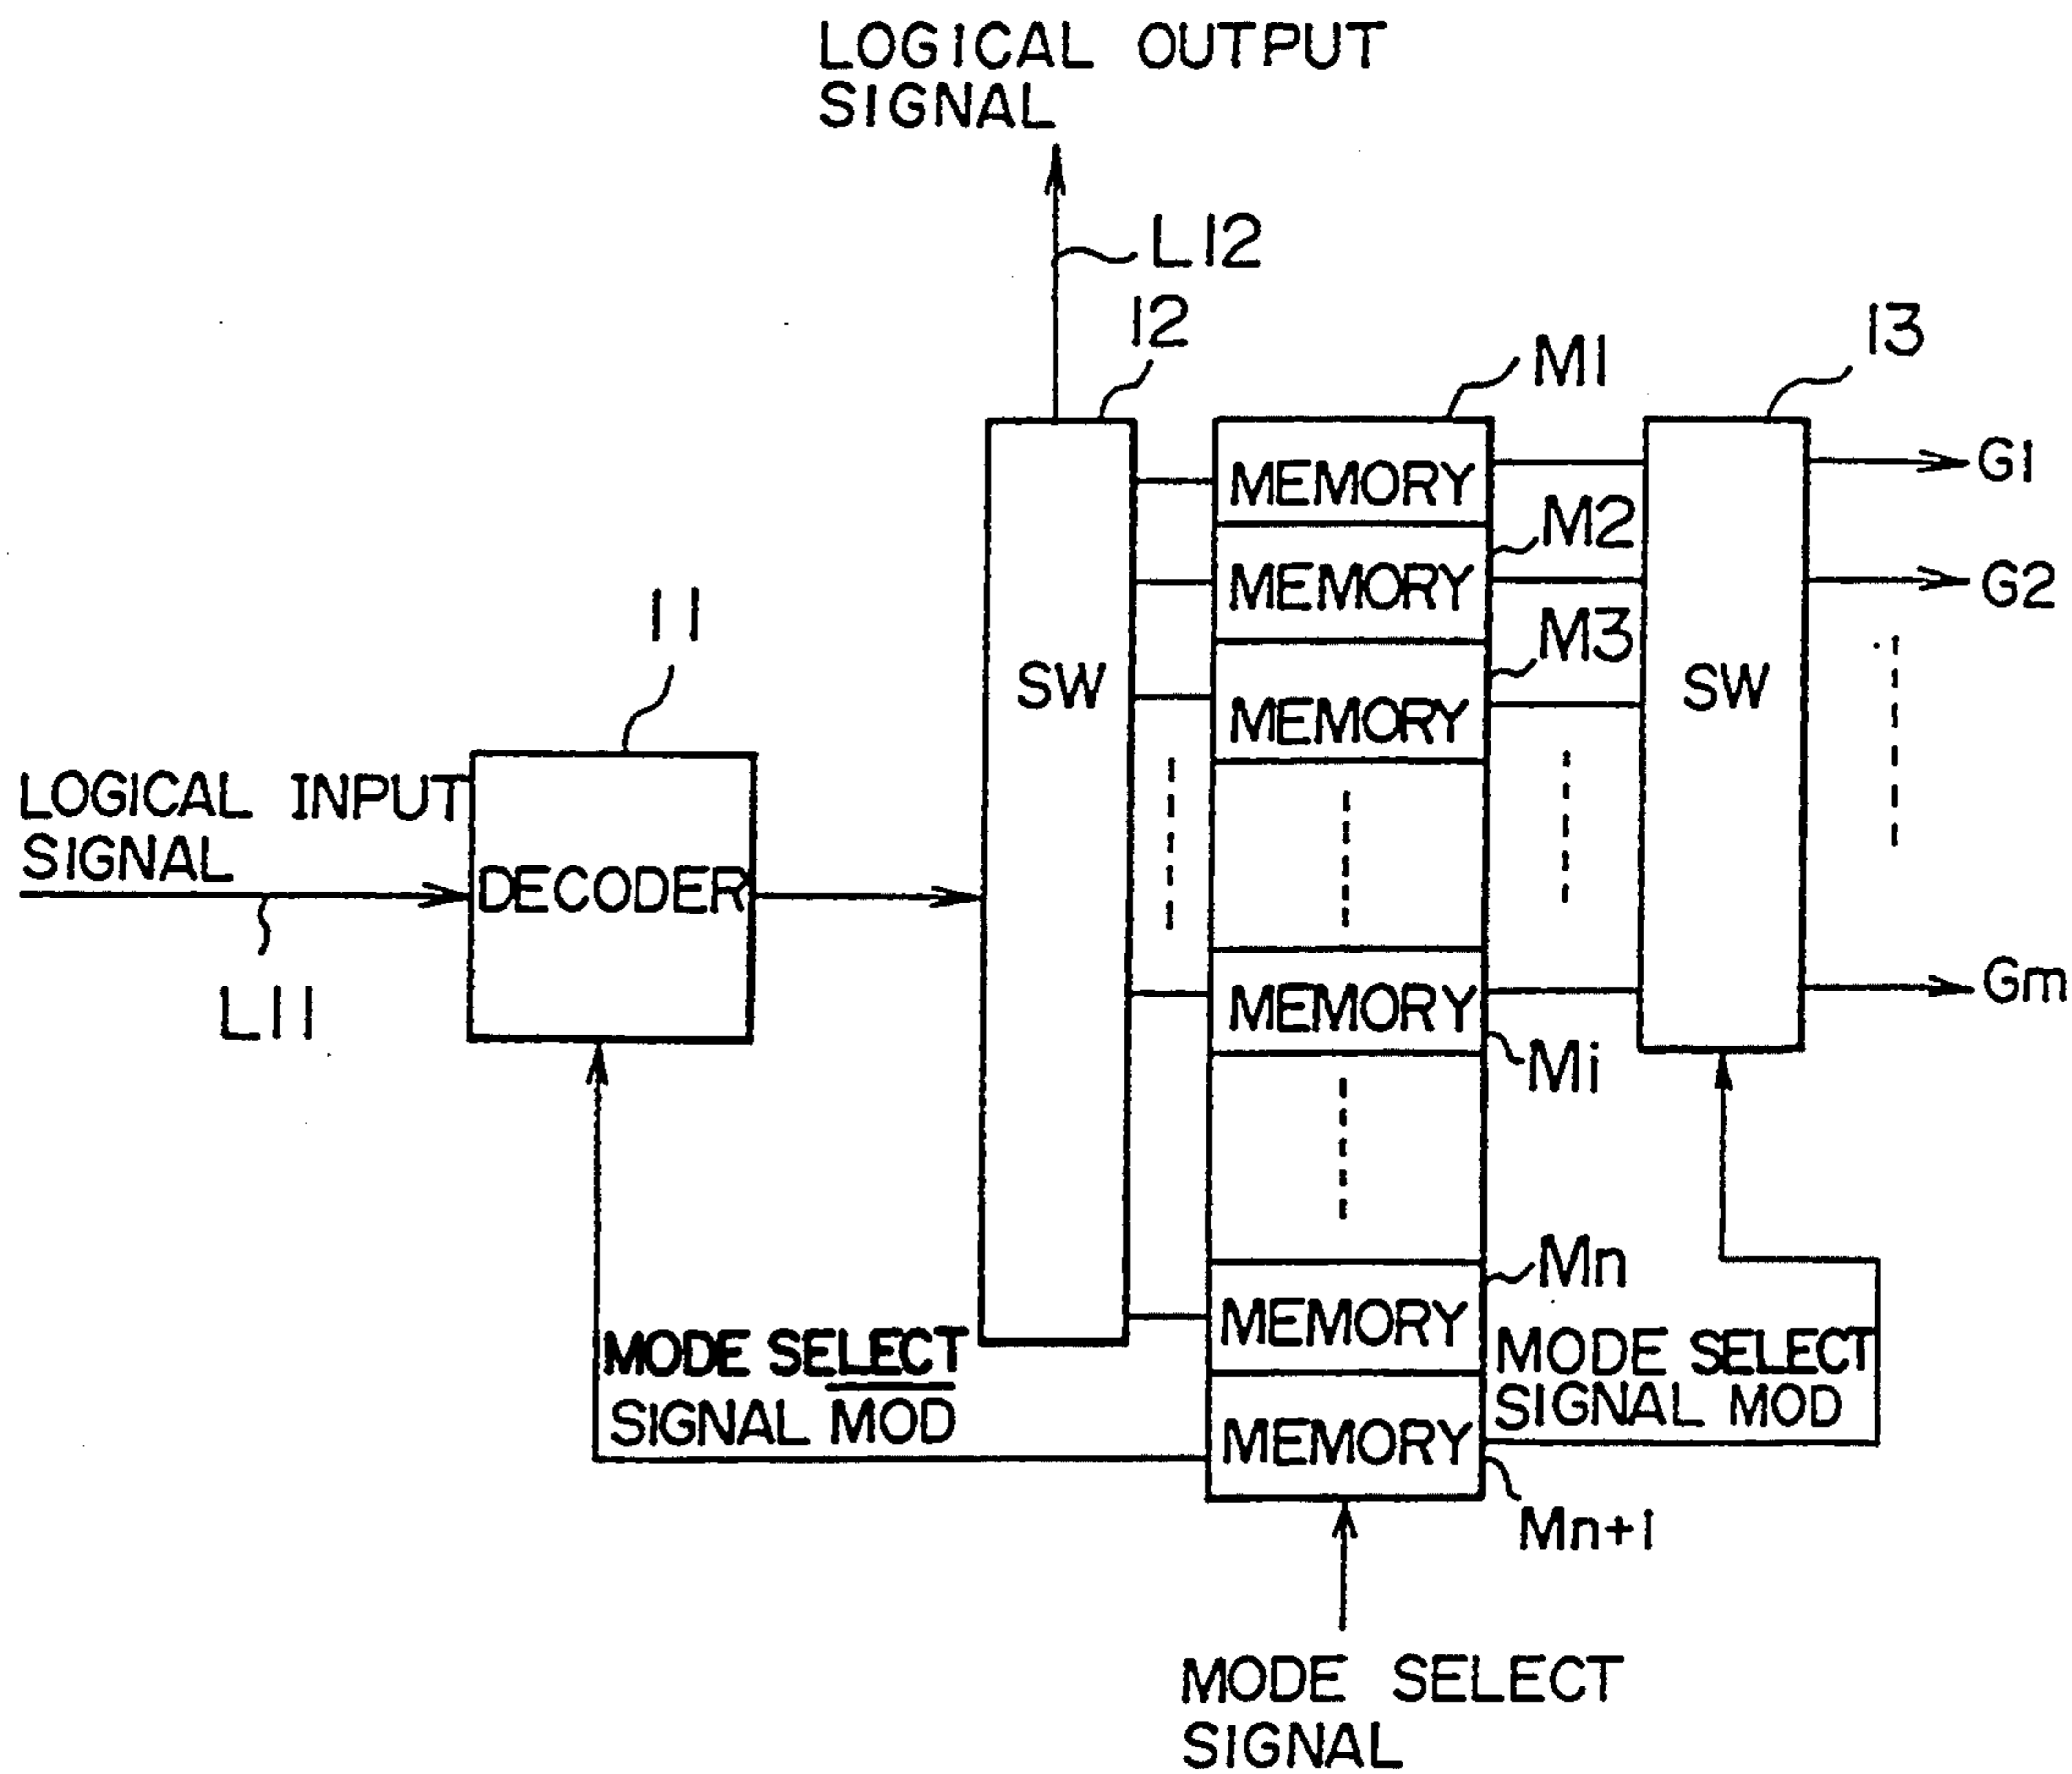 LOGICAL OUTPUT
SIGNAL
L12
12
M1
13
MEMORY
G1
M2
MEMORY
G2
11
M3
SW
MEMORY
SW
LOGICAL INPUT
SIGNAL
DECODER
L11
MEMORY
Gm
Mi
Mn
MEMORY
MODE SELECT
SIGNAL M̅O̅D̅
MODE SELECT
SIGNAL MOD
MEMORY
Mn+1
MODE SELECT
SIGNAL